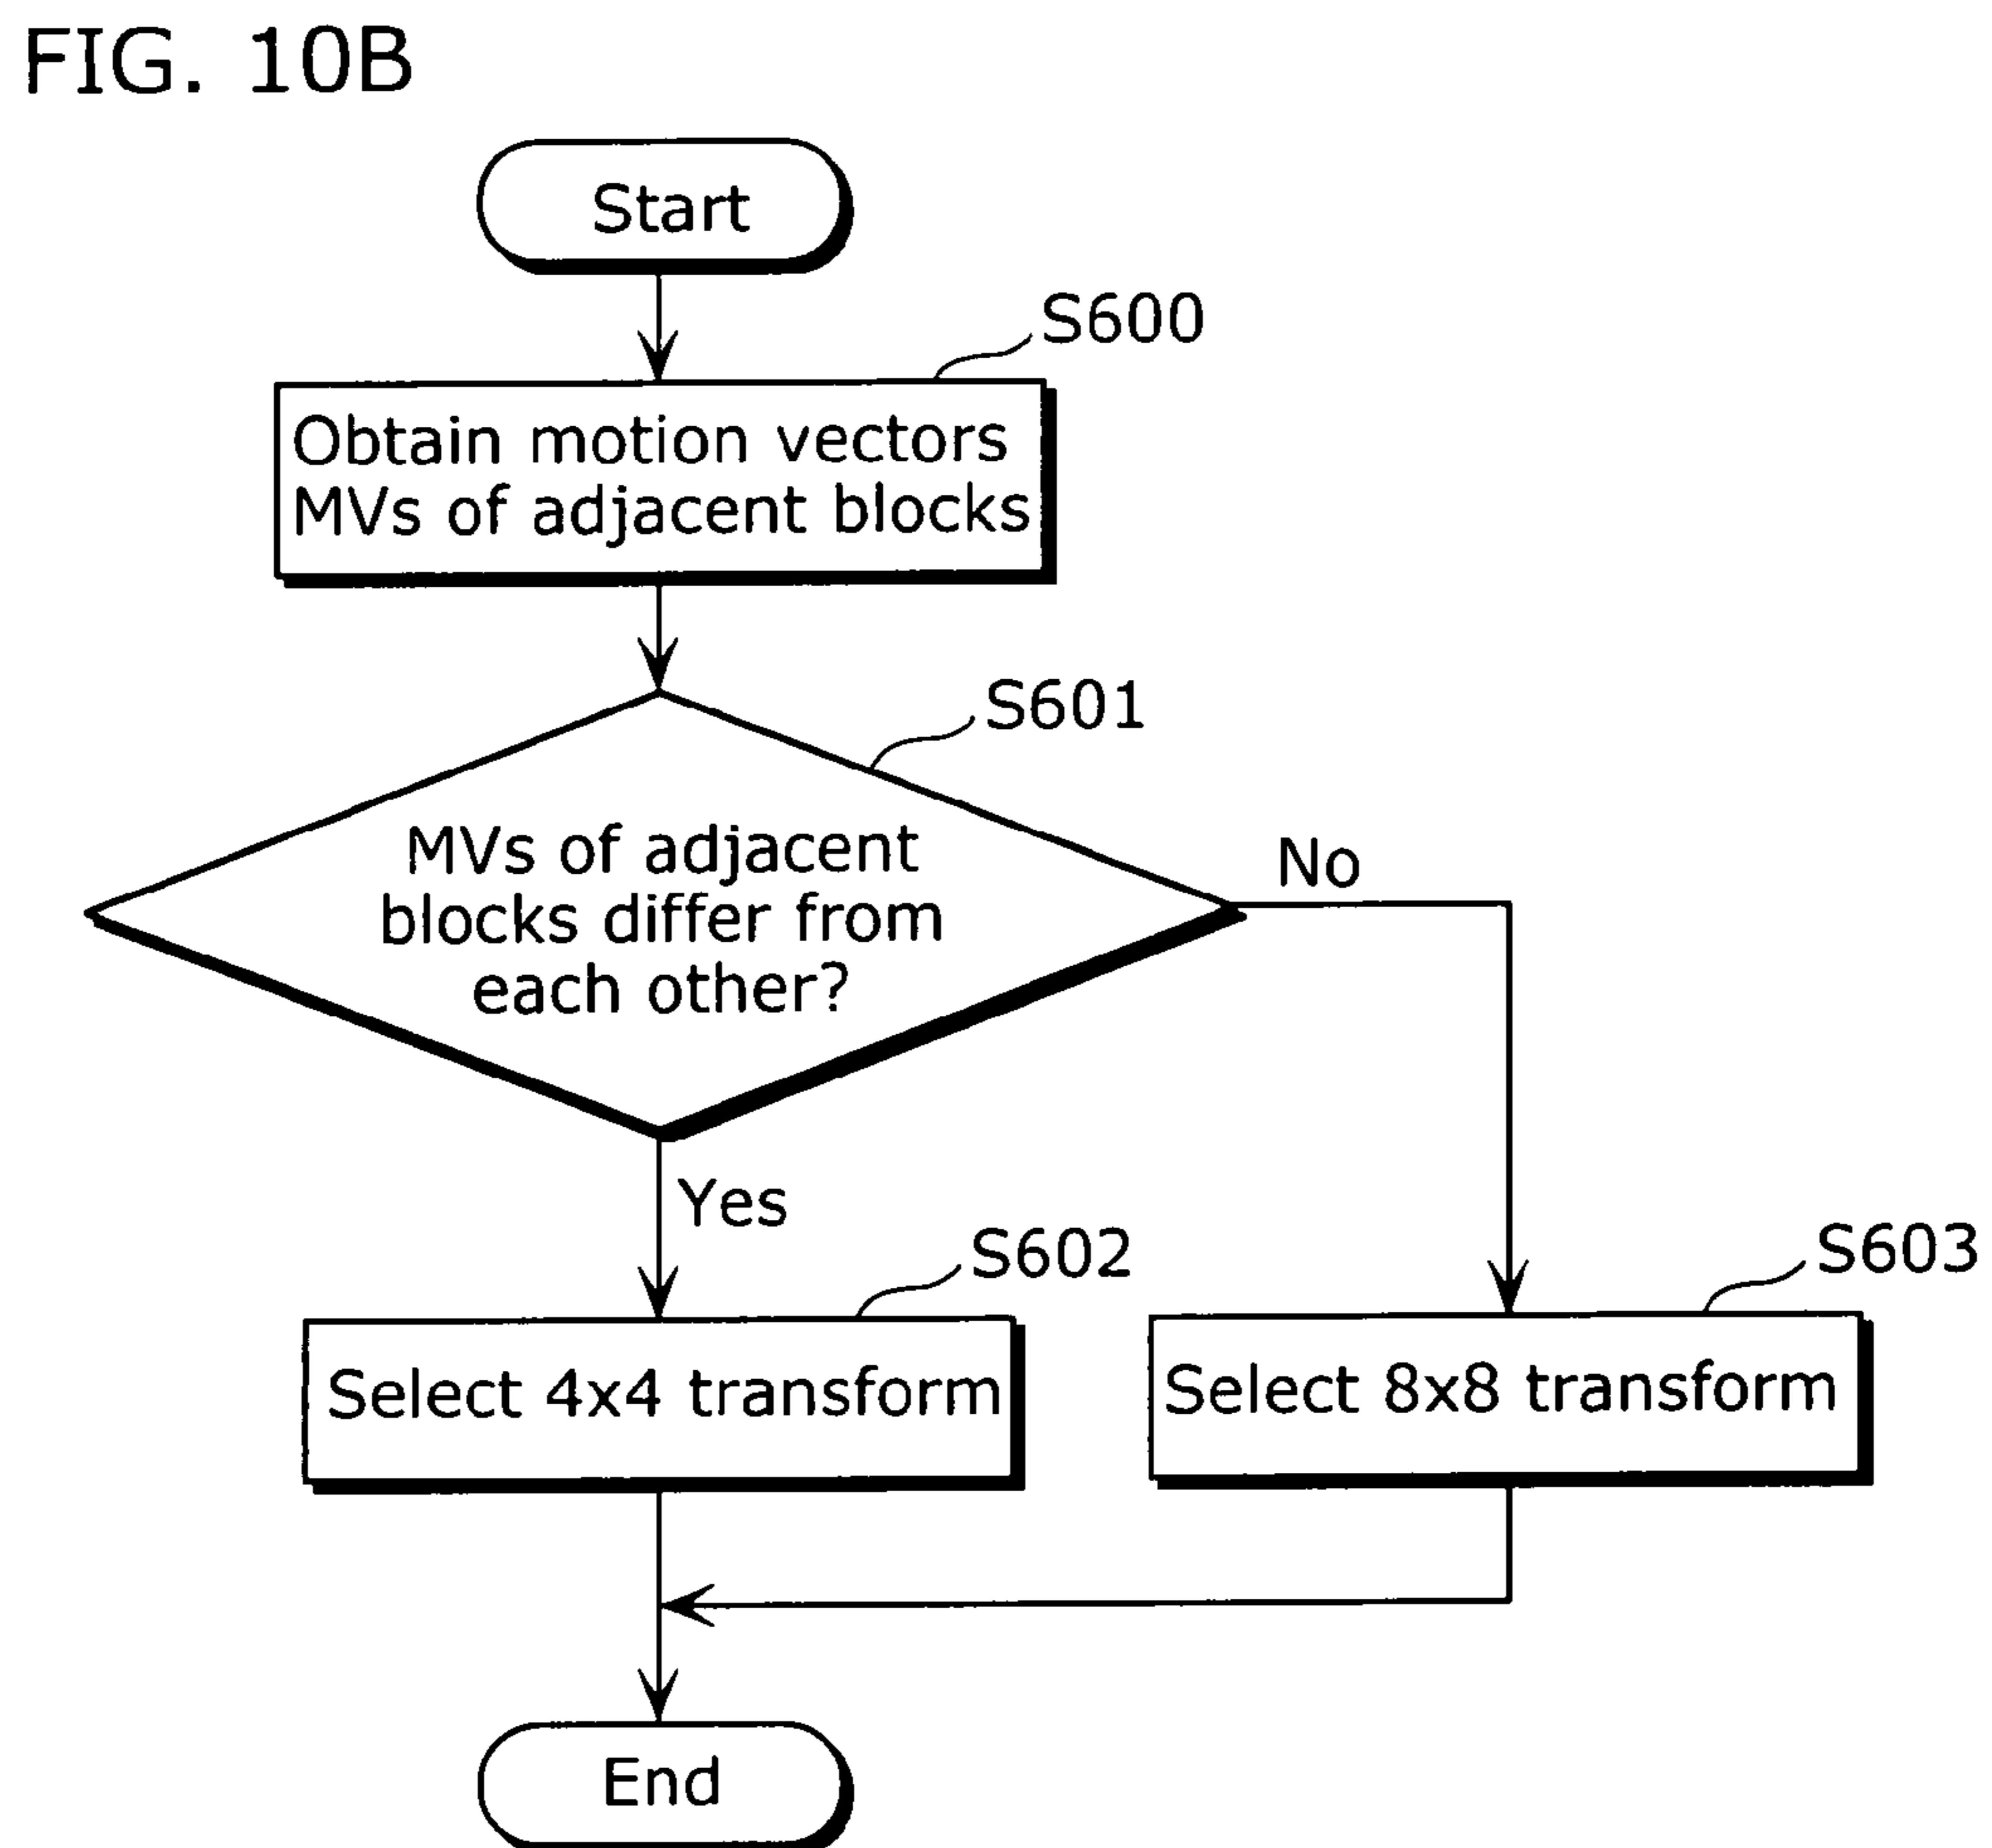 FIG. 10B
Start
S600
Obtain motion vectors
MVs of adjacent blocks
S601
MVs of adjacent
blocks differ from
each other?
No
Yes
S602
S603
Select 4x4 transform
Select 8x8 transform
End